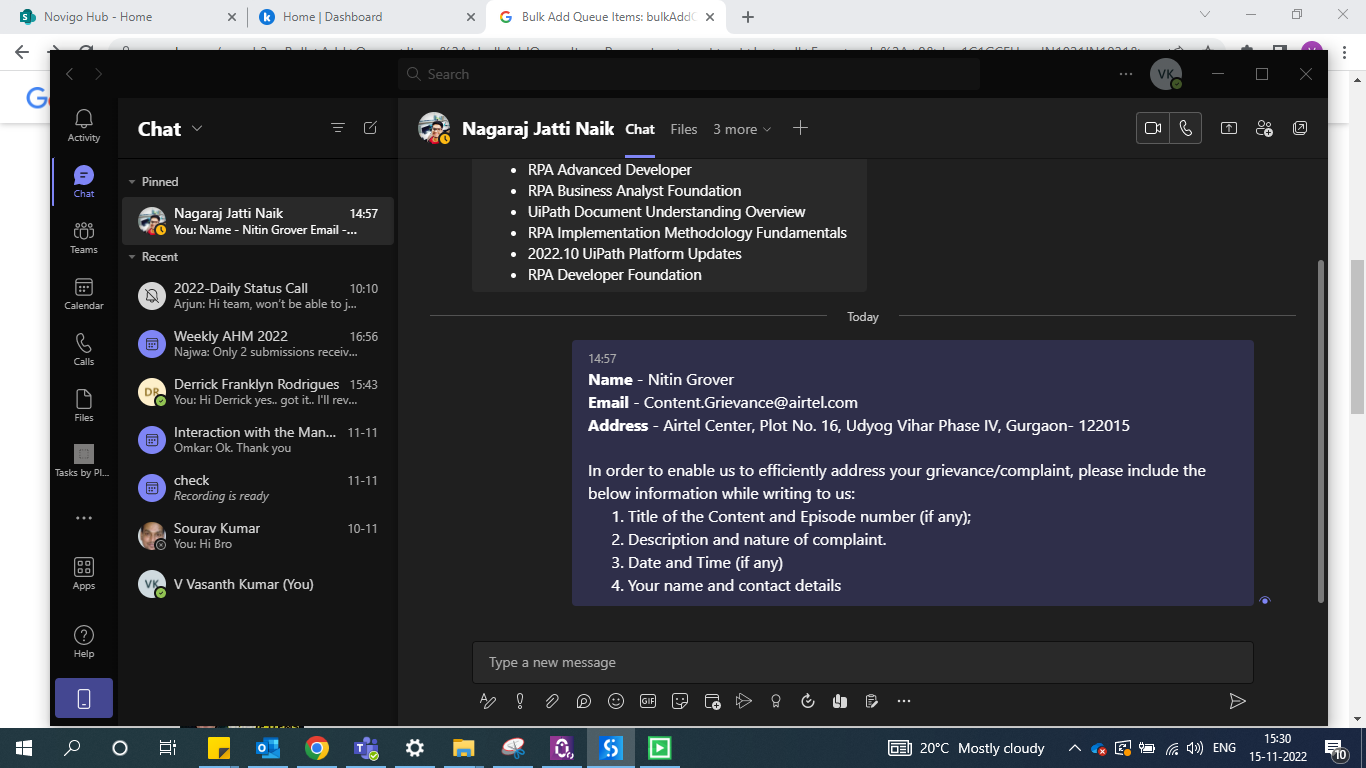 Novigo Hub - Home
Home | Dashboard
Bulk Add Queue Items: bulkAdd
Search
VK
Activity
Chat
Teams
Calendar
Calls
Files
Tasks by Pl...
Apps
Help
Chat
Pinned
Nagaraj Jatti Naik 14:57
You: Name - Nitin Grover Email -...
Recent
2022-Daily Status Call 10:10
Arjun: Hi team, won't be able to j...
Weekly AHM 2022 16:56
Najwa: Only 2 submissions receiv...
DR
Derrick Franklyn Rodrigues 15:43
You: Hi Derrick yes.. got it.. I'll rev...
Interaction with the Man... 11-11
Omkar: Ok. Thank you
check 11-11
Recording is ready
Sourav Kumar 10-11
You: Hi Bro
VK
V Vasanth Kumar (You)
Nagaraj Jatti Naik Chat Files 3 more
• RPA Advanced Developer
• RPA Business Analyst Foundation
• UiPath Document Understanding Overview
• RPA Implementation Methodology Fundamentals
• 2022.10 UiPath Platform Updates
• RPA Developer Foundation
Today
14:57
Name - Nitin Grover
Email - Content.Grievance@airtel.com
Address - Airtel Center, Plot No. 16, Udyog Vihar Phase IV, Gurgaon- 122015
In order to enable us to efficiently address your grievance/complaint, please include the
below information while writing to us:
1. Title of the Content and Episode number (if any);
2. Description and nature of complaint.
3. Date and Time (if any)
4. Your name and contact details
Type a new message
GIF
20°C Mostly cloudy
ENG
15:30
15-11-2022
10